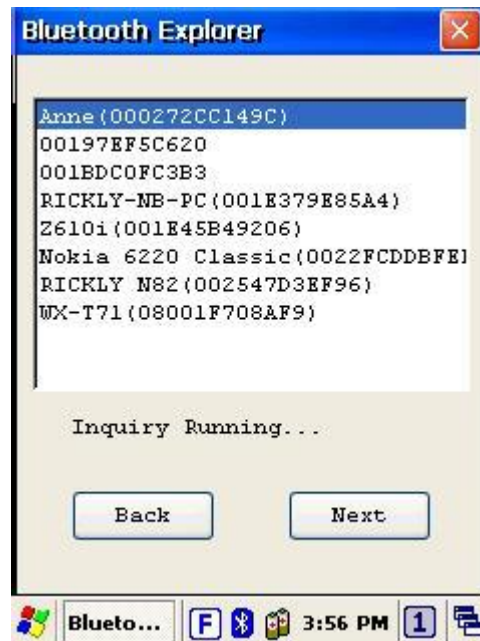 Bluetooth Explorer
Anne(000272CC149C)
00197EF5C620
001BDC0FC3B3
RICKLY-NB-PC(001E379E85A4)
Z610i(001E45B49206)
Nokia 6220 Classic(0022FCDDBFE
RICKLY N82(002547D3EF96)
WX-T71(08001F708AF9)
Inquiry Running...
Back Next
Blueto... F 3:56 PM 1